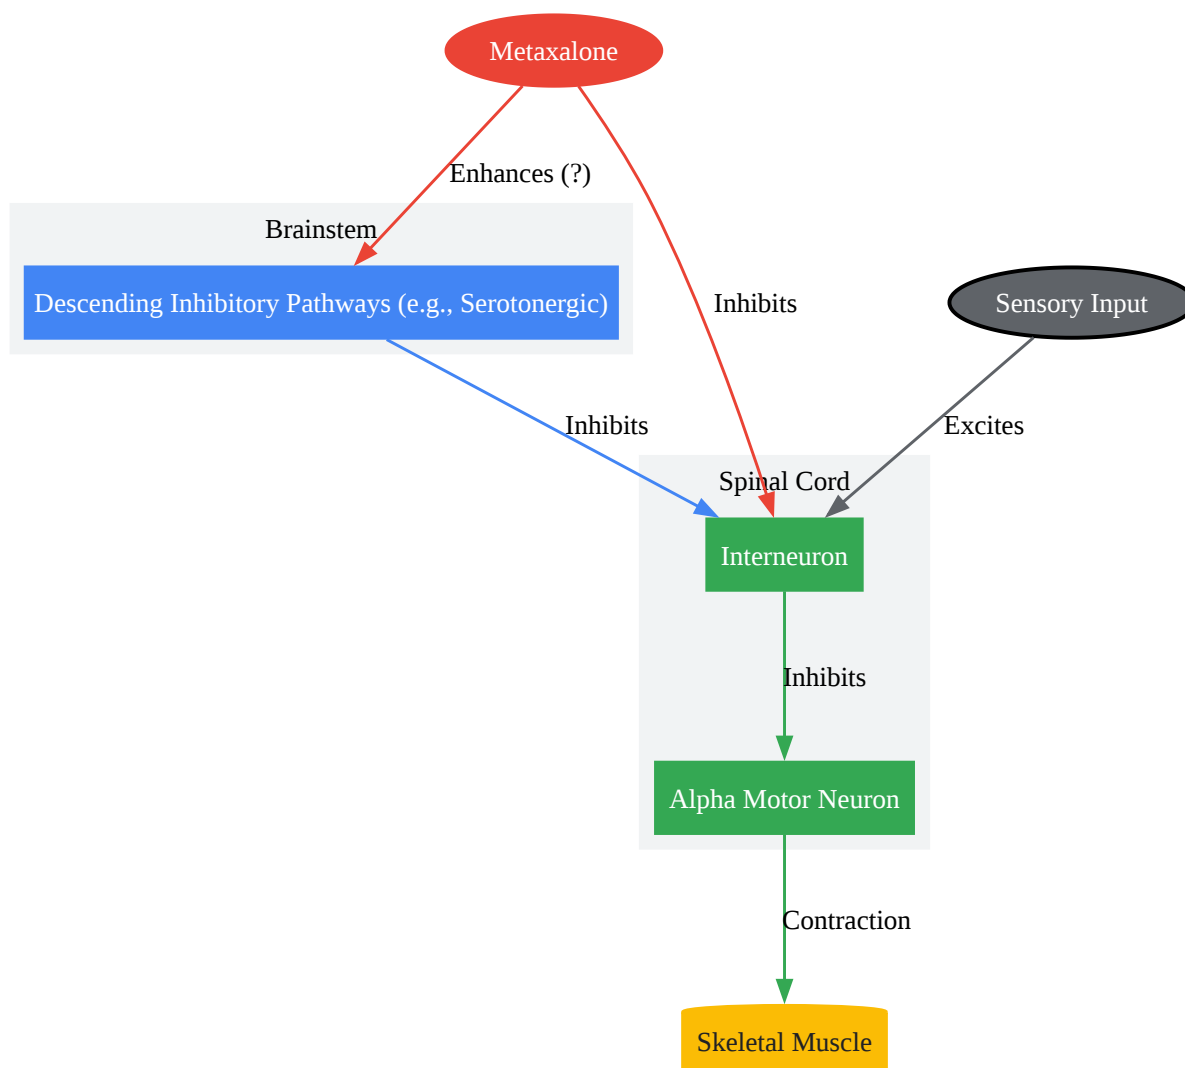 Metaxalone
Enhances (?)
Brainstem
Descending Inhibitory Pathways (e.g., Serotonergic)
Inhibits
Sensory Input
Inhibits
Excites
Spinal Cord
Interneuron
Inhibits
Alpha Motor Neuron
Contraction
Skeletal Muscle